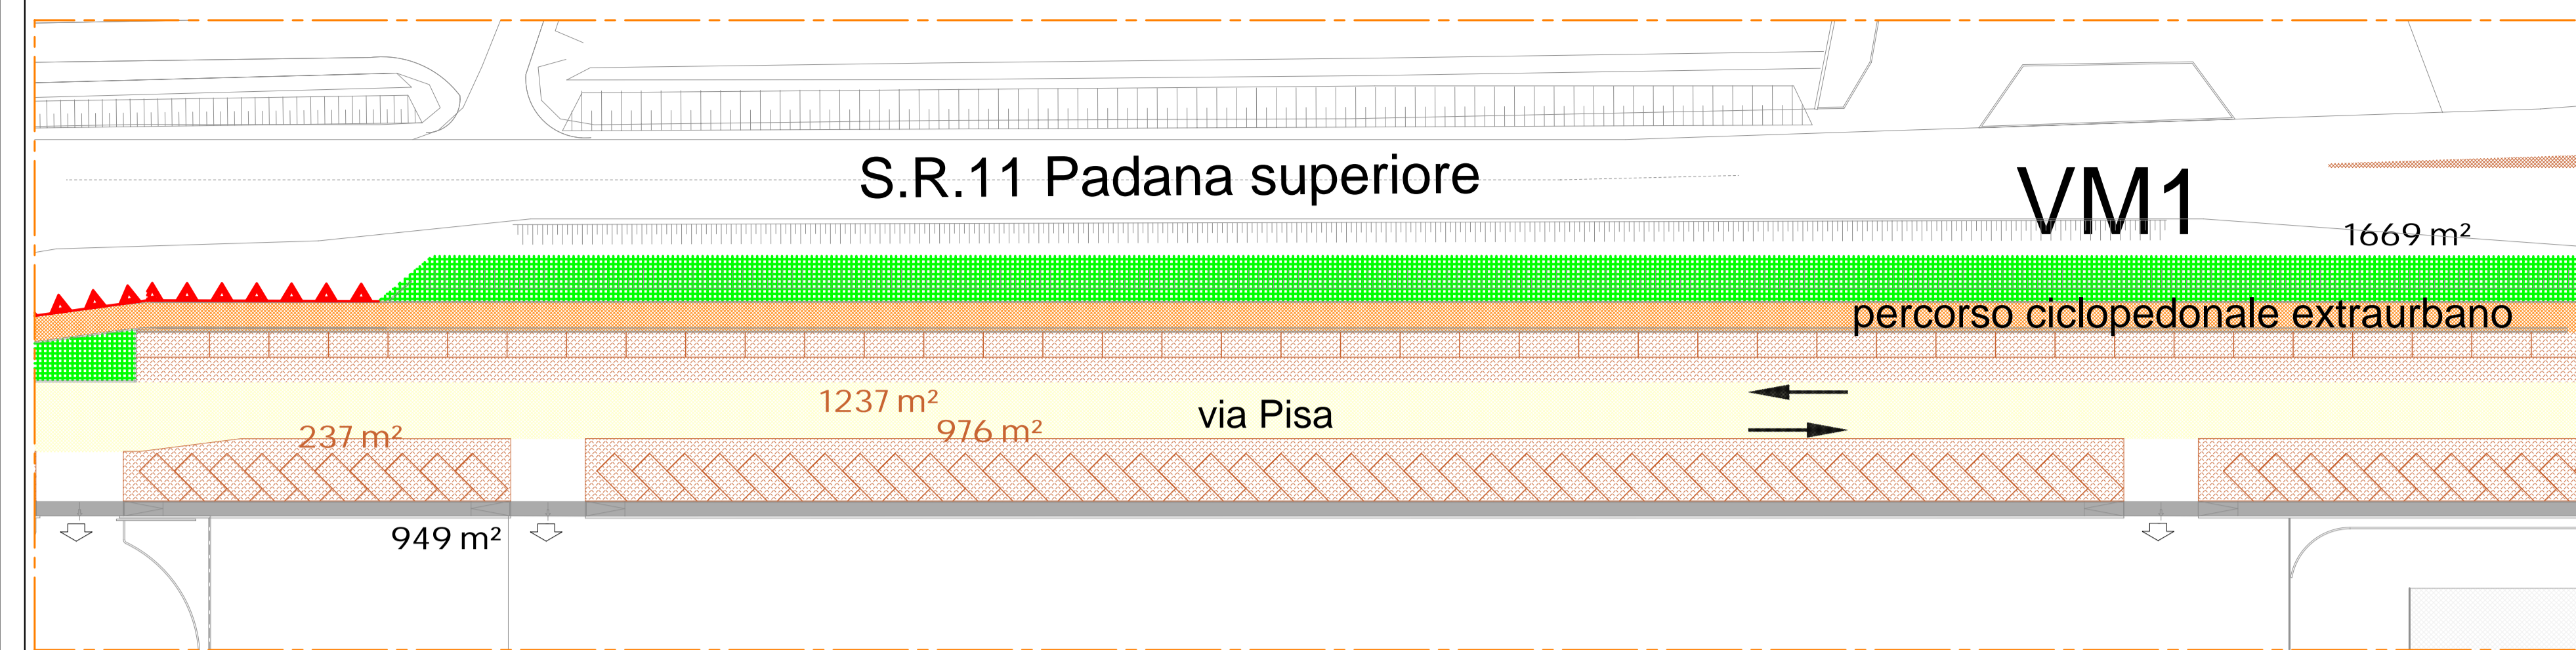 S.R.11 Padana superiore
VM1
1669 m²
percorso ciclopedonale extraurbano
1237 m²
via Pisa
237 m²
976 m²
949 m²